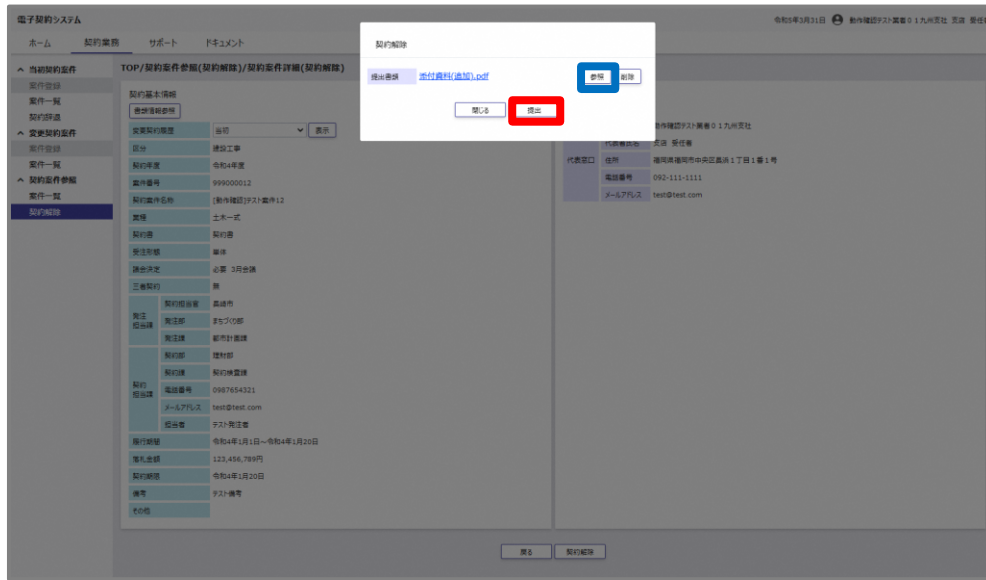 電子契約システム
令和5年3月31日 動作確認テスト業者01九州支社 支店 受任
ホーム 契約業務 サポート ドキュメント
当初契約案件
案件登録
案件一覧
契約辞退
変更契約案件
案件登録
案件一覧
契約案件参照
案件一覧
契約解除
TOP/契約案件参照(契約解除)/契約案件詳細(契約解除)
契約解除
提出書類 添付資料(追加).pdf 参照 削除
閉じる 提出
契約基本情報
書類情報参照
変更契約履歴 当初 表示
区分 建設工事
契約年度 令和4年度
案件番号 999000012
契約案件名称 [動作確認]テスト案件12
業種 土木一式
契約書 契約書
受注形態 単体
議会決定 必要 3月会議
三者契約 無
発注担当課
契約担当者 長崎市
発注部 まちづくり部
発注課 都市計画課
契約担当課
契約部 理財部
契約課 契約検査課
電話番号 0987654321
メールアドレス test@test.com
担当者 テスト発注者
履行期間 令和4年1月1日～令和4年1月20日
落札金額 123,456,789円
契約期限 令和4年1月20日
備考 テスト備考
その他
動作確認テスト業者01九州支社
代表窓口
代表者氏名 支店 受任者
住所 福岡県福岡市中央区長浜1丁目1番1号
電話番号 092-111-1111
メールアドレス test@test.com
戻る 契約解除